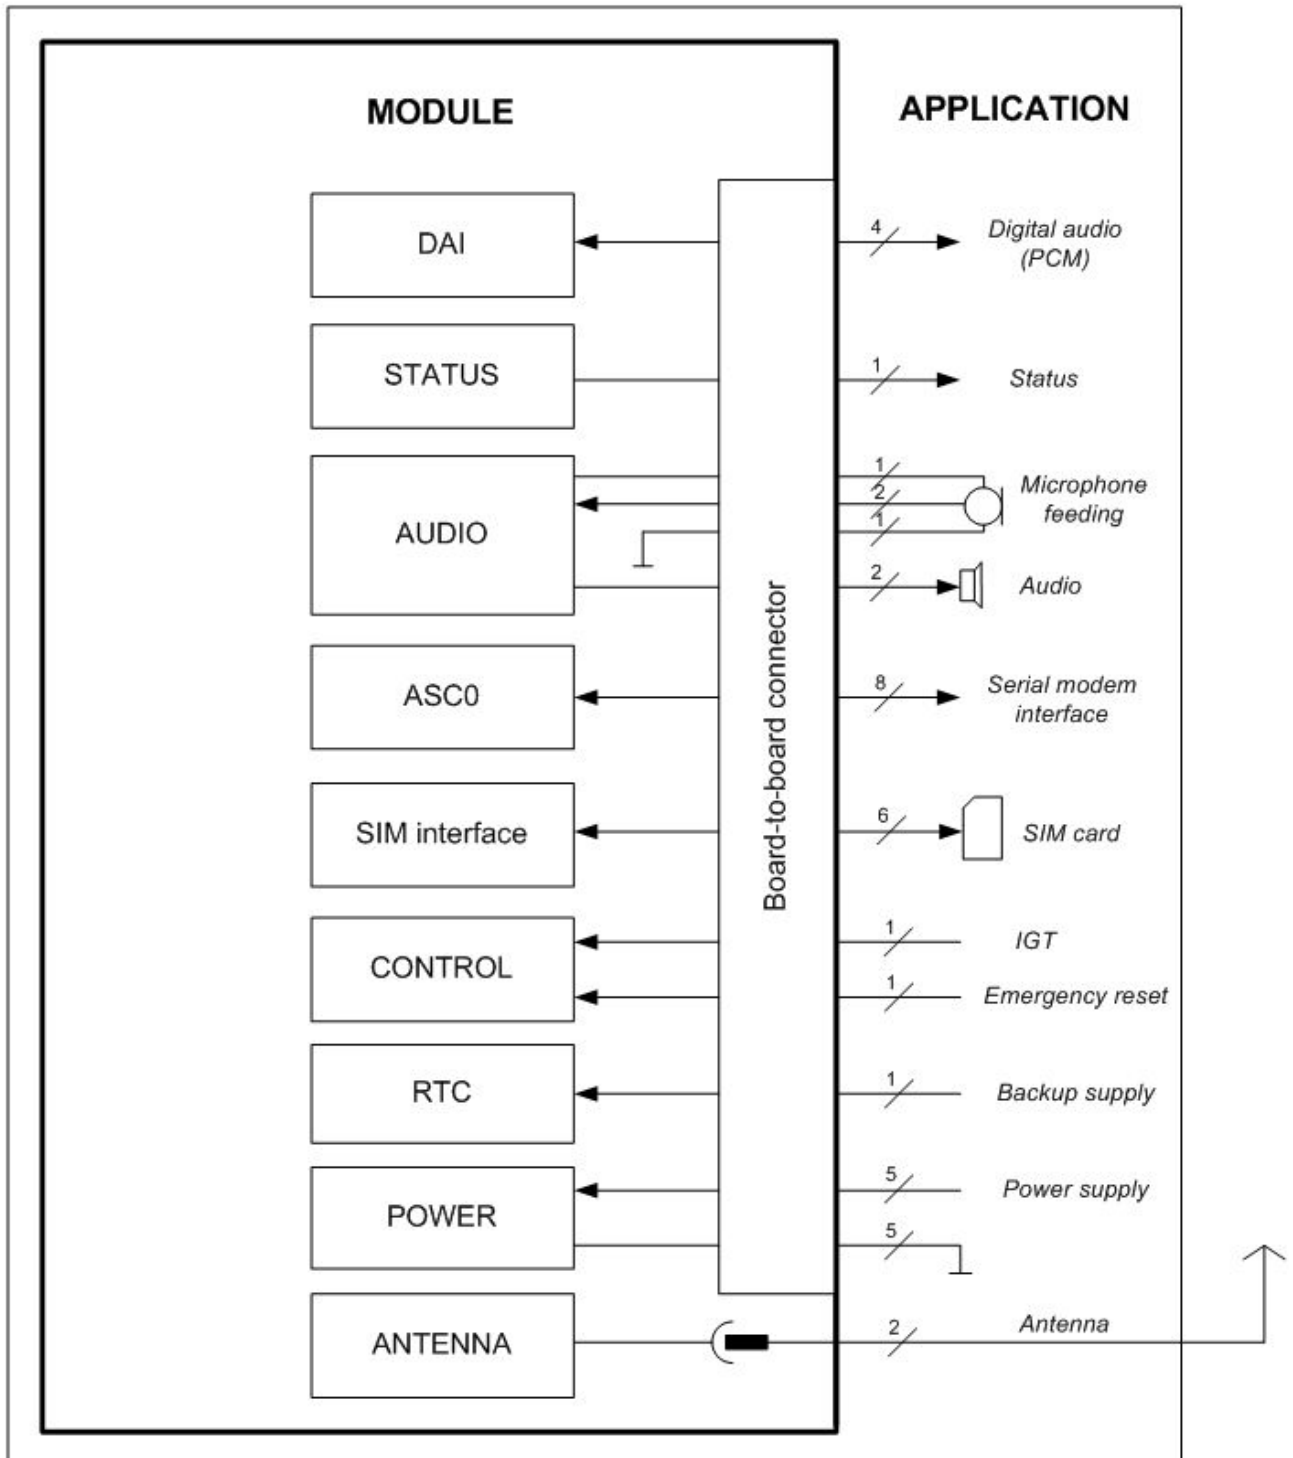 MODULE
APPLICATION
DAI
4
Digital audio
(PCM)
STATUS
1
Status
AUDIO
1
2
1
Microphone
feeding
2
Audio
Board-to-board connector
ASC0
8
Serial modem
interface
SIM interface
6
SIM card
CONTROL
1
IGT
1
Emergency reset
RTC
1
Backup supply
POWER
5
Power supply
5
ANTENNA
2
Antenna